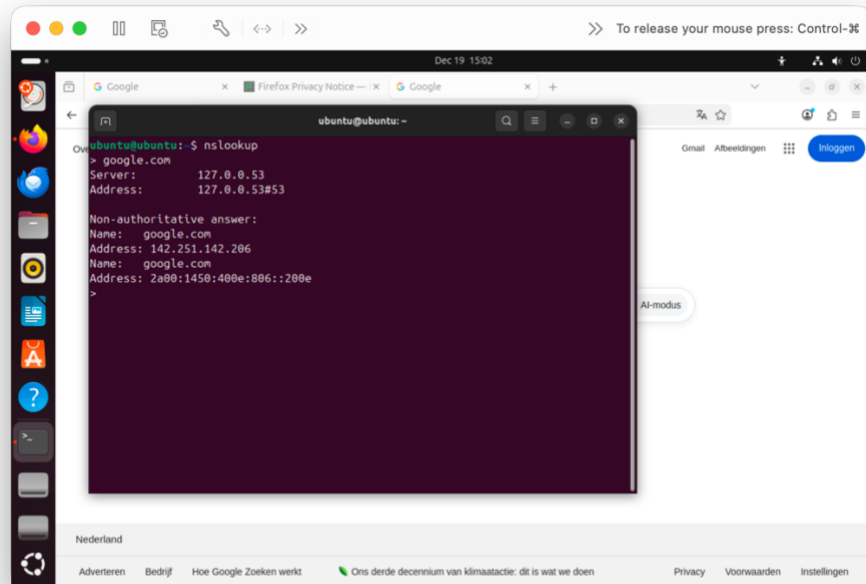 To release your mouse press: Control-⌘
Dec 19 15:02
Google
Firefox Privacy Notice —
Google
ubuntu@ubuntu: ~
Gmail Afbeeldingen
Inloggen
ubuntu@ubuntu:~$ nslookup
> google.com
Server: 127.0.0.53
Address: 127.0.0.53#53
Non-authoritative answer:
Name: google.com
Address: 142.251.142.206
Name: google.com
Address: 2a00:1450:400e:806::200e
>
AI-modus
Nederland
Adverteren Bedrijf Hoe Google Zoeken werkt Ons derde decennium van klimaatactie: dit is wat we doen Privacy Voorwaarden Instellingen